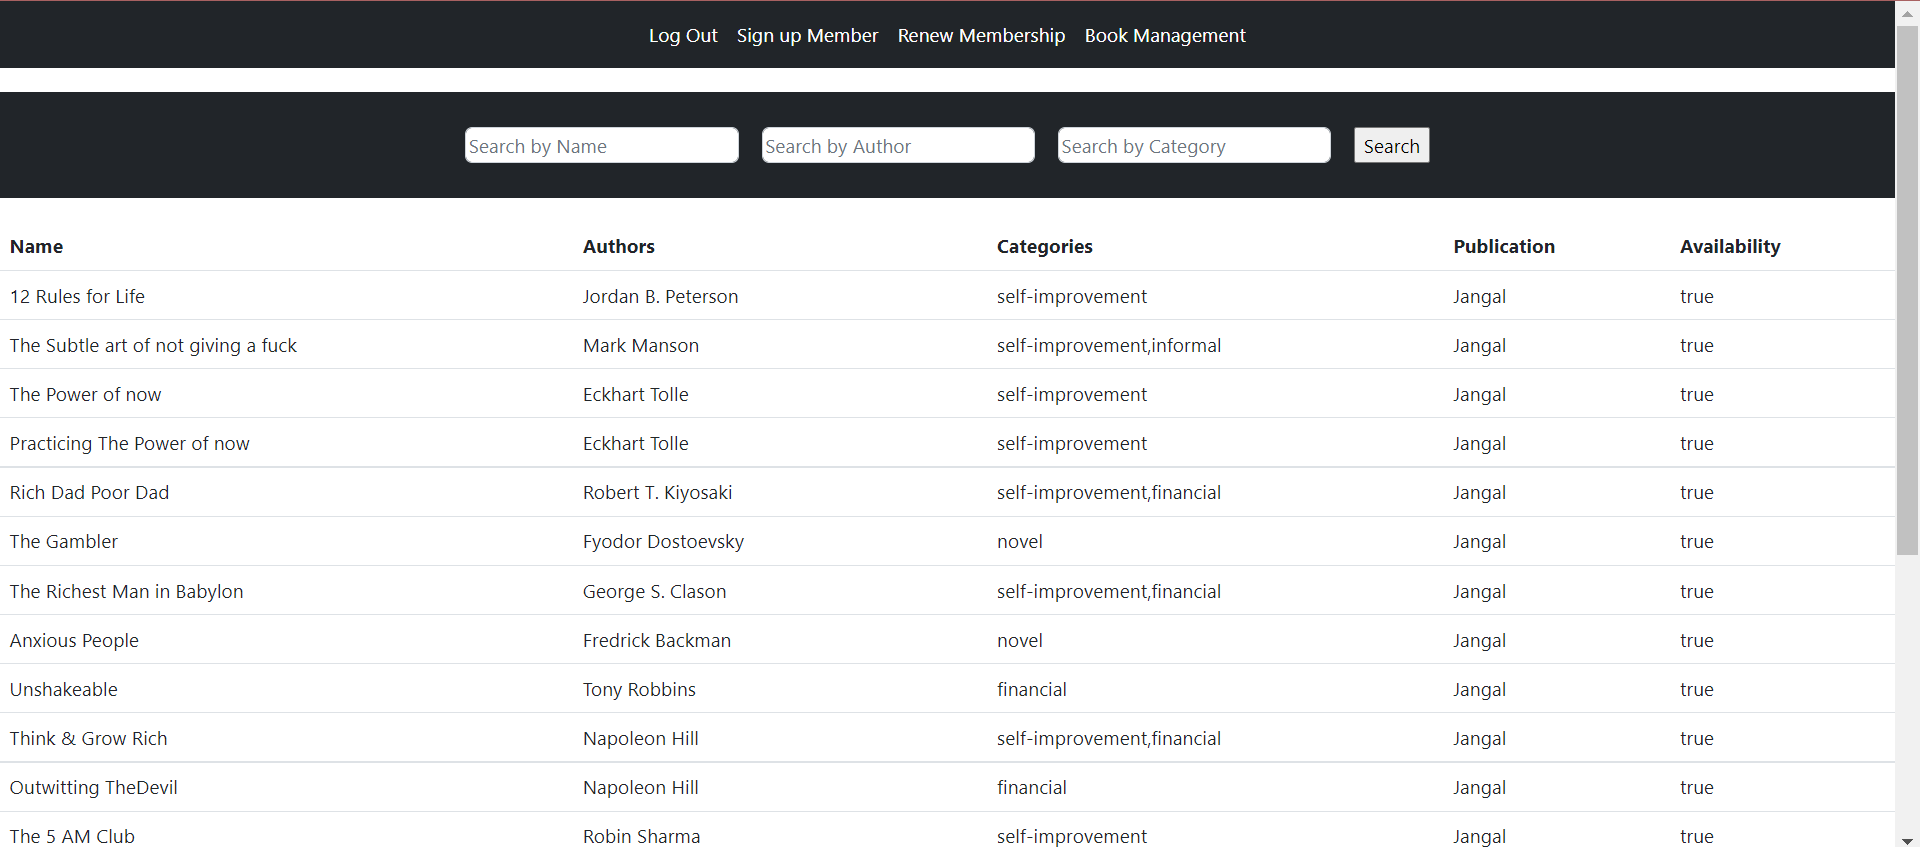 Log Out Sign up Member Renew Membership Book Management
Search by Name Search by Author Search by Category Search
Name Authors Categories Publication Availability
12 Rules for Life Jordan B. Peterson self-improvement Jangal true
The Subtle art of not giving a fuck Mark Manson self-improvement,informal Jangal true
The Power of now Eckhart Tolle self-improvement Jangal true
Practicing The Power of now Eckhart Tolle self-improvement Jangal true
Rich Dad Poor Dad Robert T. Kiyosaki self-improvement,financial Jangal true
The Gambler Fyodor Dostoevsky novel Jangal true
The Richest Man in Babylon George S. Clason self-improvement,financial Jangal true
Anxious People Fredrick Backman novel Jangal true
Unshakeable Tony Robbins financial Jangal true
Think & Grow Rich Napoleon Hill self-improvement,financial Jangal true
Outwitting TheDevil Napoleon Hill financial Jangal true
The 5 AM Club Robin Sharma self-improvement Jangal true